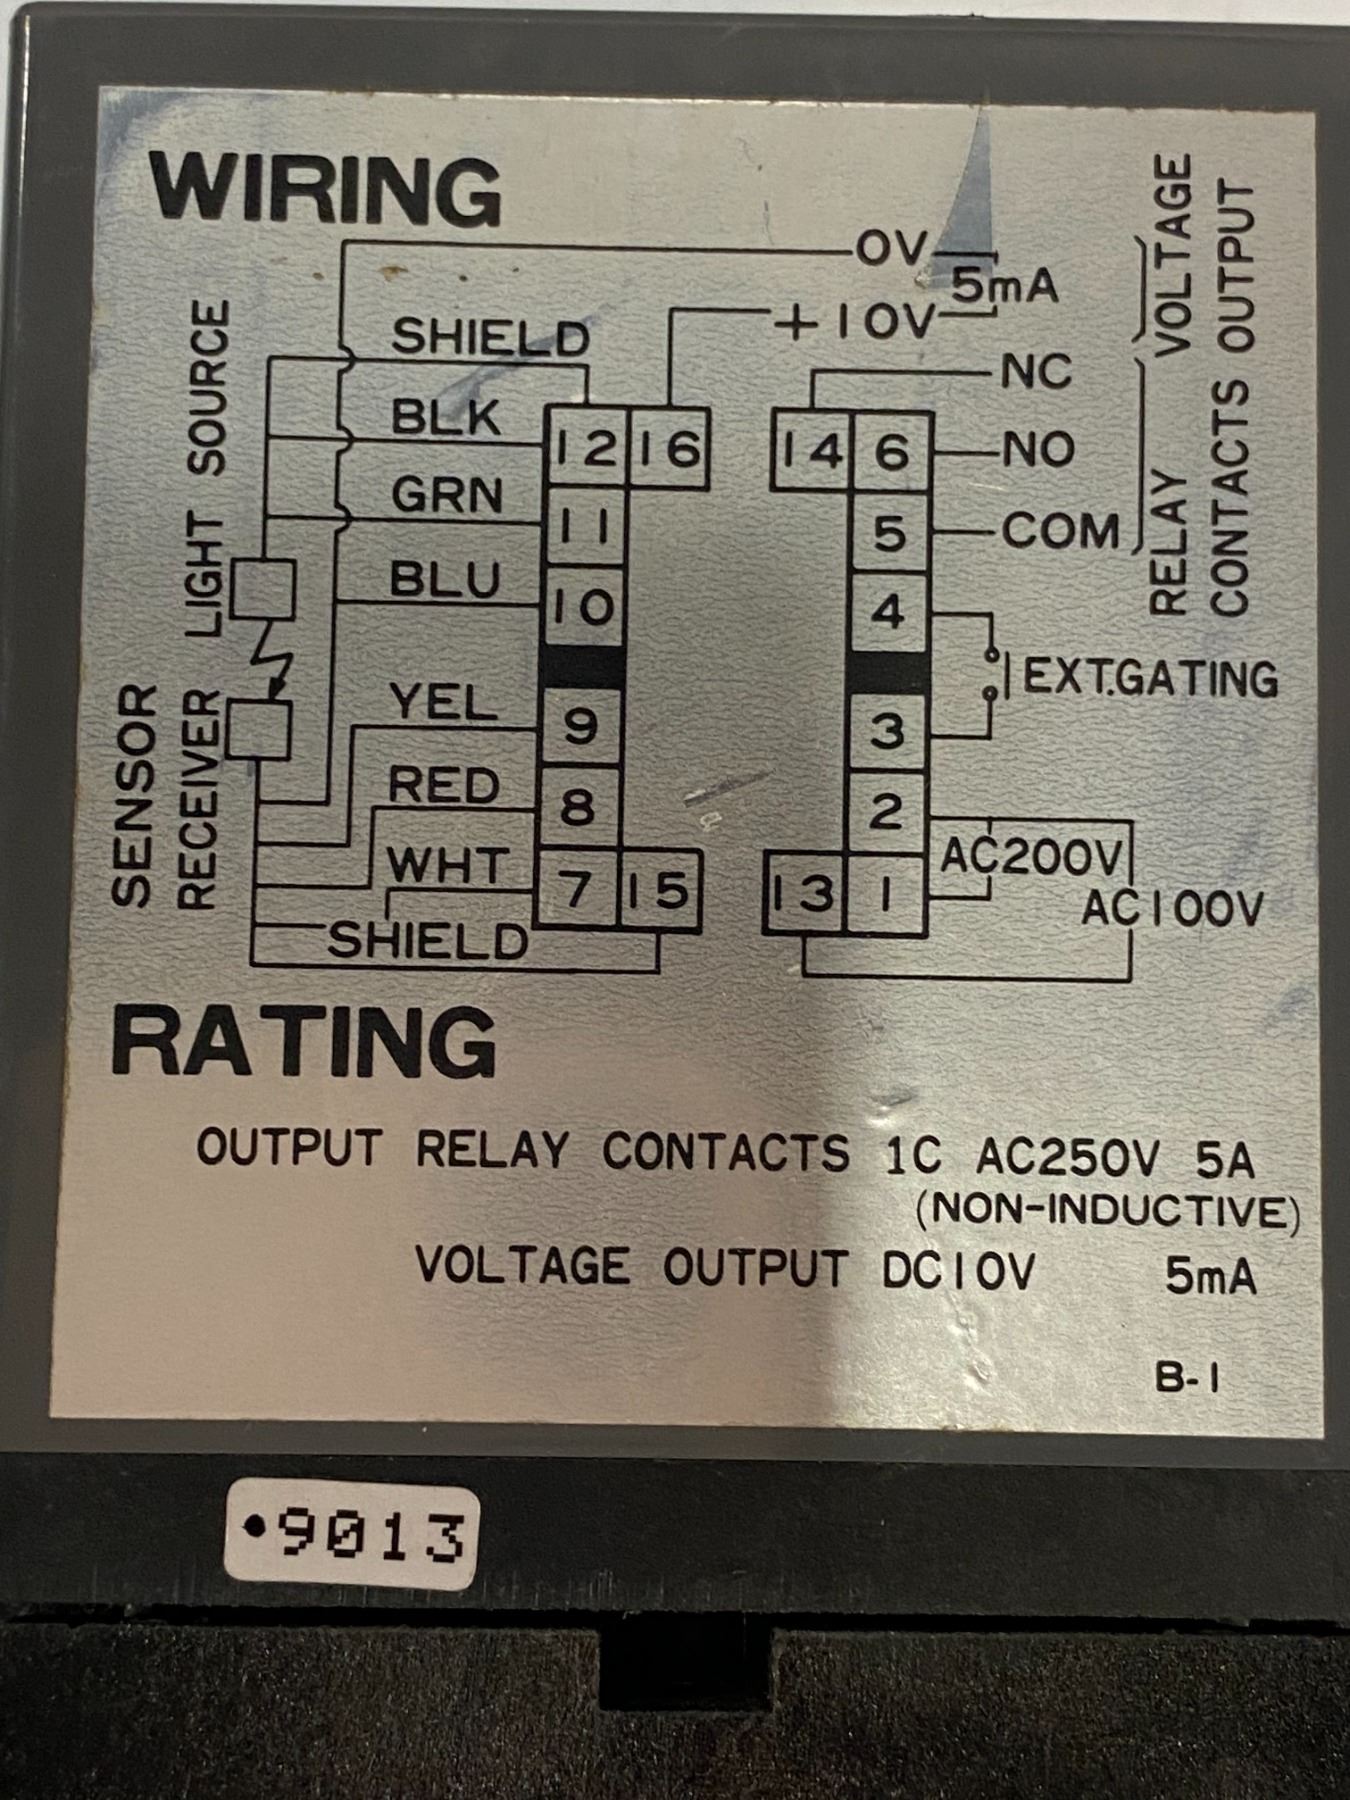 WIRING
0V
5mA
+10V
SHIELD
NC
BLK
12 16
14 6
NO
GRN
11
5
COM
BLU
10
4
EXT.GATING
YEL
9
3
RED
8
2
AC200V
WHT
7 15
13 1
AC100V
SHIELD
LIGHT SOURCE
SENSOR
RECEIVER
VOLTAGE
RELAY
CONTACTS OUTPUT
CONTACTS OUTPUT
RATING
OUTPUT RELAY CONTACTS 1C AC250V 5A
(NON-INDUCTIVE)
VOLTAGE OUTPUT DC10V 5mA
B-1
•9013